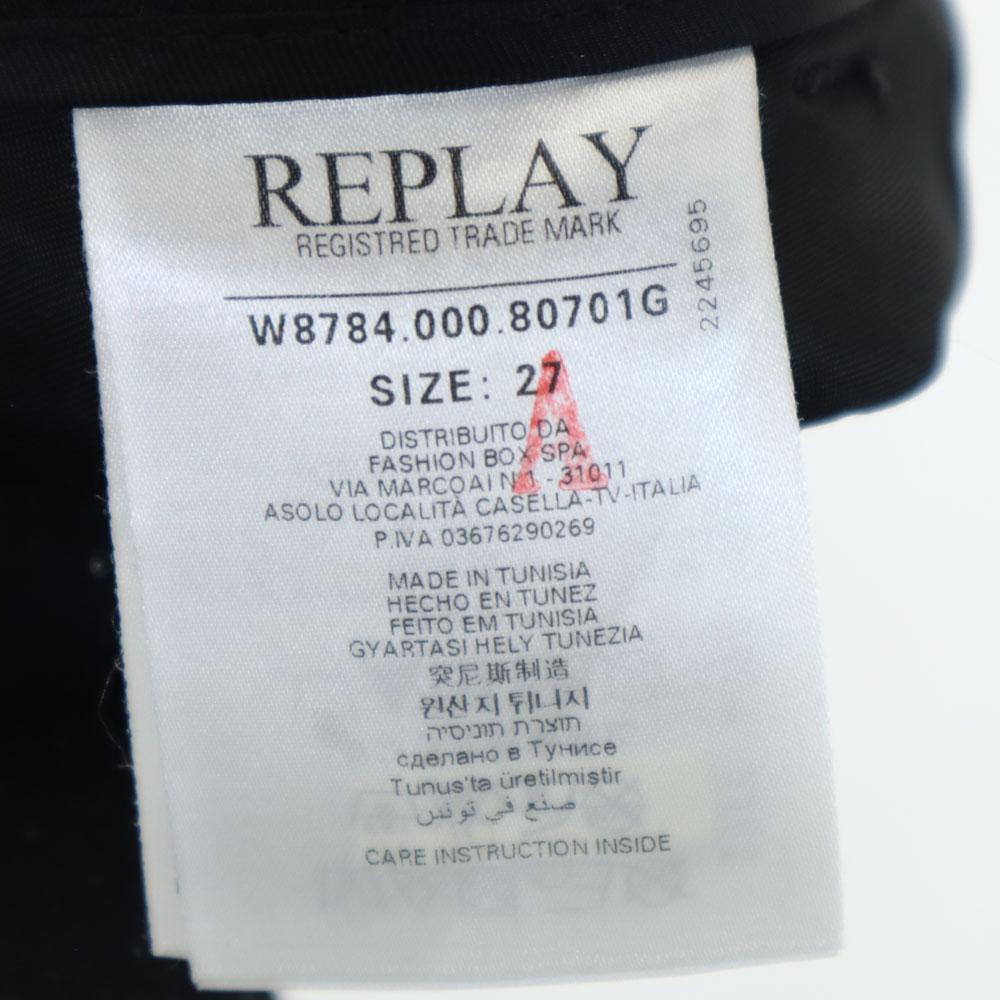 REPLAY
REGISTRED TRADE MARK
2245695
W8784.000.80701G
SIZE: 27
A
DISTRIBUITO DA
FASHION BOX SPA
VIA MARCOAI N 1 - 31011
ASOLO LOCALITÀ CASELLA-TV-ITALIA
P.IVA 03676290269
MADE IN TUNISIA
HECHO EN TUNEZ
FEITO EM TUNISIA
GYARTASI HELY TUNEZIA
突尼斯制造
원산지 튀니지
תוצרת תוניסיה
сделано в Тунисе
Tunus'ta üretilmiştir
صنع في تونس
CARE INSTRUCTION INSIDE